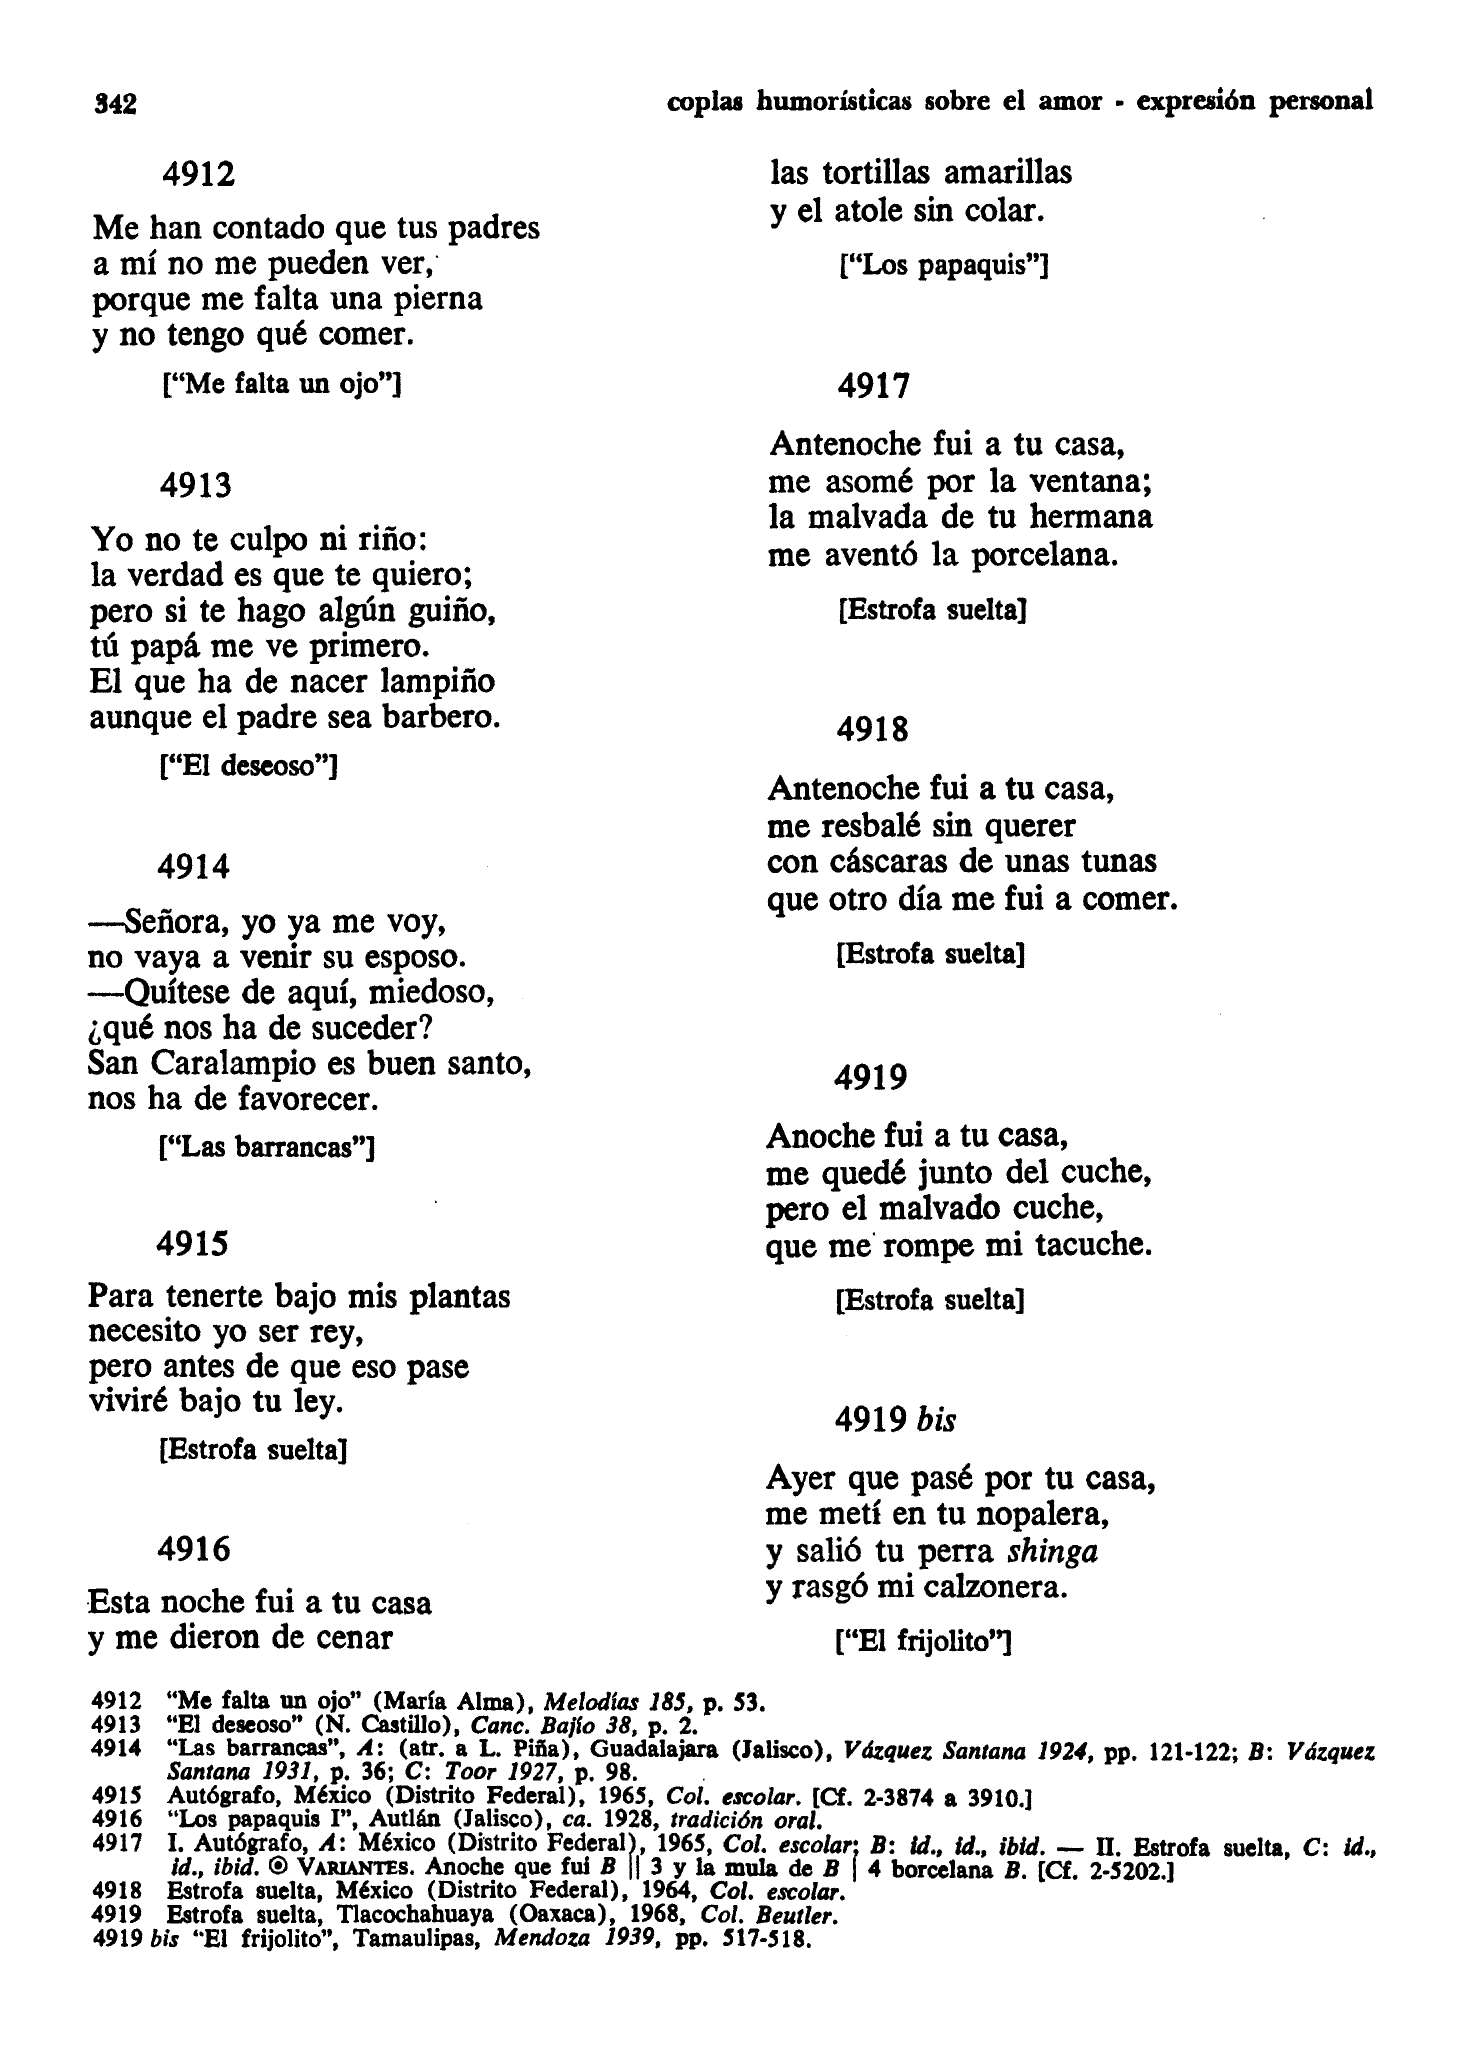 342
coplas humorísticas sobre el amor - expresión personal
4912
Me han contado que tus padres
a mí no me pueden ver,
porque me falta una pierna
y no tengo qué comer.
[“Me falta un ojo”]
4913
Yo no te culpo ni riño:
la verdad es que te quiero;
pero si te hago algún guiño,
tú papá me ve primero.
El que ha de nacer lampiño
aunque el padre sea barbero.
[“El deseoso”]
4914
—Señora, yo ya me voy,
no vaya a venir su esposo.
—Quítese de aquí, miedoso,
¿qué nos ha de suceder?
San Caralampio es buen santo,
nos ha de favorecer.
[“Las barrancas”]
4915
Para tenerte bajo mis plantas
necesito yo ser rey,
pero antes de que eso pase
viviré bajo tu ley.
[Estrofa suelta]
4916
Esta noche fui a tu casa
y me dieron de cenar
las tortillas amarillas
y el atole sin colar.
[“Los papaquis”]
4917
Antenoche fui a tu casa,
me asomé por la ventana;
la malvada de tu hermana
me aventó la porcelana.
[Estrofa suelta]
4918
Antenoche fui a tu casa,
me resbalé sin querer
con cáscaras de unas tunas
que otro día me fui a comer.
[Estrofa suelta]
4919
Anoche fui a tu casa,
me quedé junto del cuche,
pero el malvado cuche,
que me rompe mi tacuche.
[Estrofa suelta]
4919 bis
Ayer que pasé por tu casa,
me metí en tu nopalera,
y salió tu perra shinga
y rasgó mi calzonera.
[“El frijolito”]
4912 “Me falta un ojo” (María Alma), Melodías 185, p. 53.
4913 “El deseoso” (N. Castillo), Canc. Bajío 38, p. 2.
4914 “Las barrancas”, A: (atr. a L. Piña), Guadalajara (Jalisco), Vázquez Santana 1924, pp. 121-122; B: Vázquez
Santana 1931, p. 36; C: Toor 1927, p. 98.
4915 Autógrafo, México (Distrito Federal), 1965, Col. escolar. [Cf. 2-3874 a 3910.]
4916 “Los papaquis I”, Autlán (Jalisco), ca. 1928, tradición oral.
4917 I. Autógrafo, A: México (Distrito Federal), 1965, Col. escolar; B: id., id., ibid. — II. Estrofa suelta, C: id.,
id., ibid. ⊙ VARIANTES. Anoche que fui B || 3 y la mula de B | 4 borcelana B. [Cf. 2-5202.]
4918 Estrofa suelta, México (Distrito Federal), 1964, Col. escolar.
4919 Estrofa suelta, Tlacochahuaya (Oaxaca), 1968, Col. Beutler.
4919 bis “El frijolito”, Tamaulipas, Mendoza 1939, pp. 517-518.